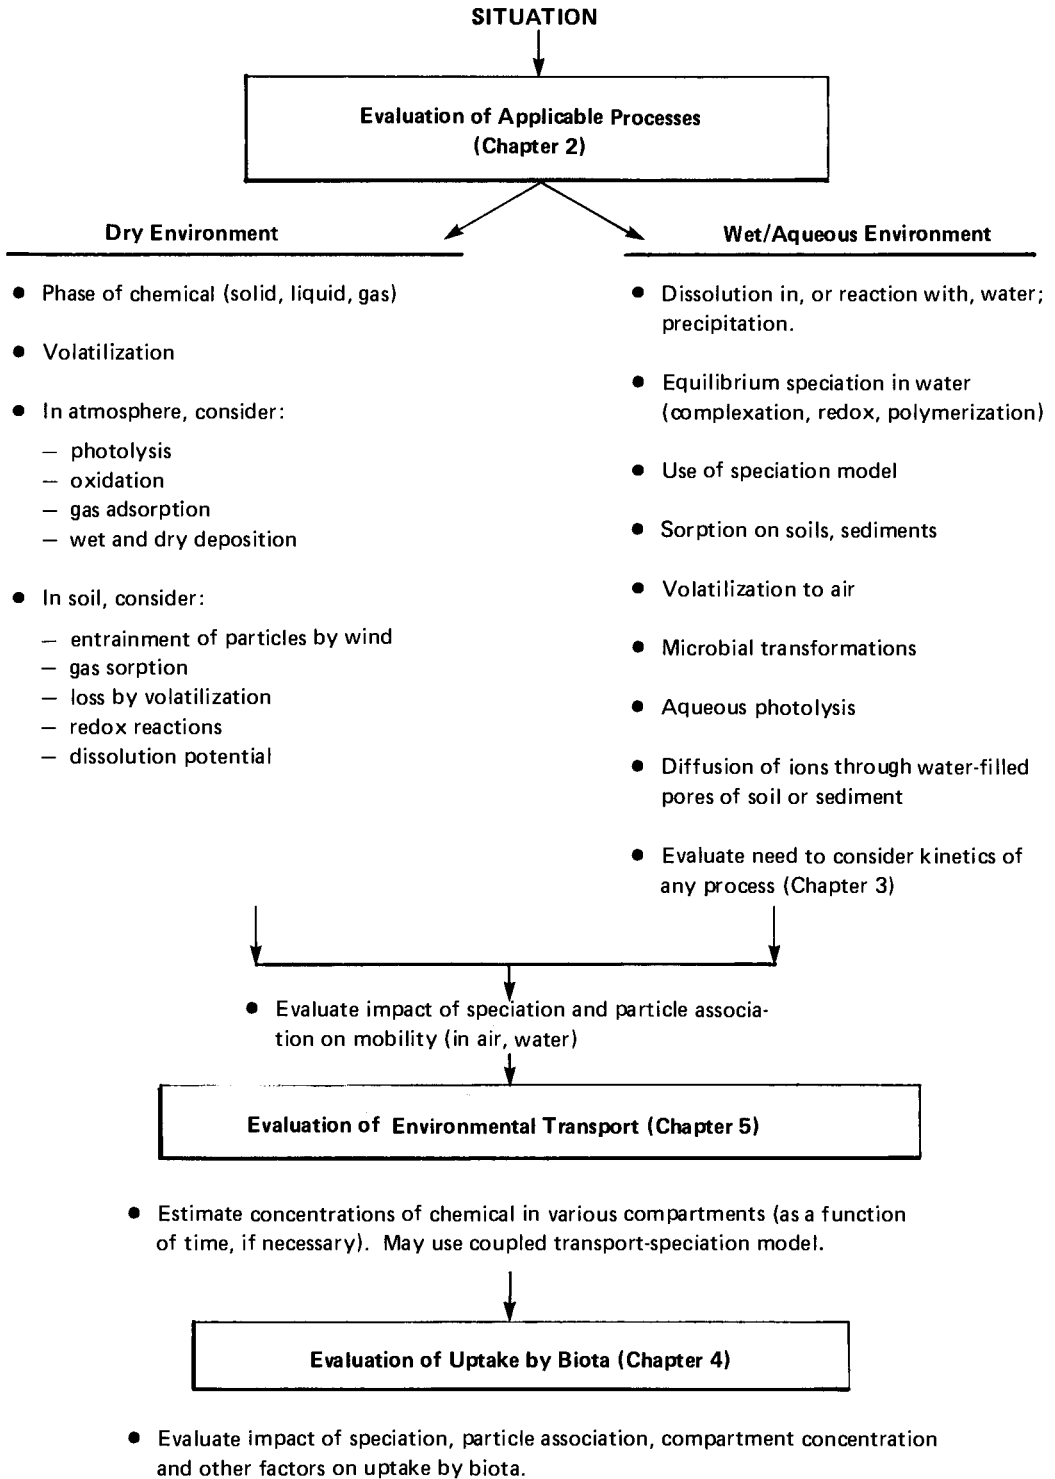 SITUATION
Evaluation of Applicable Processes
(Chapter 2)
Dry Environment
● Phase of chemical (solid, liquid, gas)
● Volatilization
● In atmosphere, consider:
— photolysis
— oxidation
— gas adsorption
— wet and dry deposition
● In soil, consider:
— entrainment of particles by wind
— gas sorption
— loss by volatilization
— redox reactions
— dissolution potential
Wet/Aqueous Environment
● Dissolution in, or reaction with, water;
precipitation.
● Equilibrium speciation in water
(complexation, redox, polymerization)
● Use of speciation model
● Sorption on soils, sediments
● Volatilization to air
● Microbial transformations
● Aqueous photolysis
● Diffusion of ions through water-filled
pores of soil or sediment
● Evaluate need to consider kinetics of
any process (Chapter 3)
● Evaluate impact of speciation and particle associa-
tion on mobility (in air, water)
Evaluation of Environmental Transport (Chapter 5)
● Estimate concentrations of chemical in various compartments (as a function
of time, if necessary). May use coupled transport-speciation model.
Evaluation of Uptake by Biota (Chapter 4)
● Evaluate impact of speciation, particle association, compartment concentration
and other factors on uptake by biota.